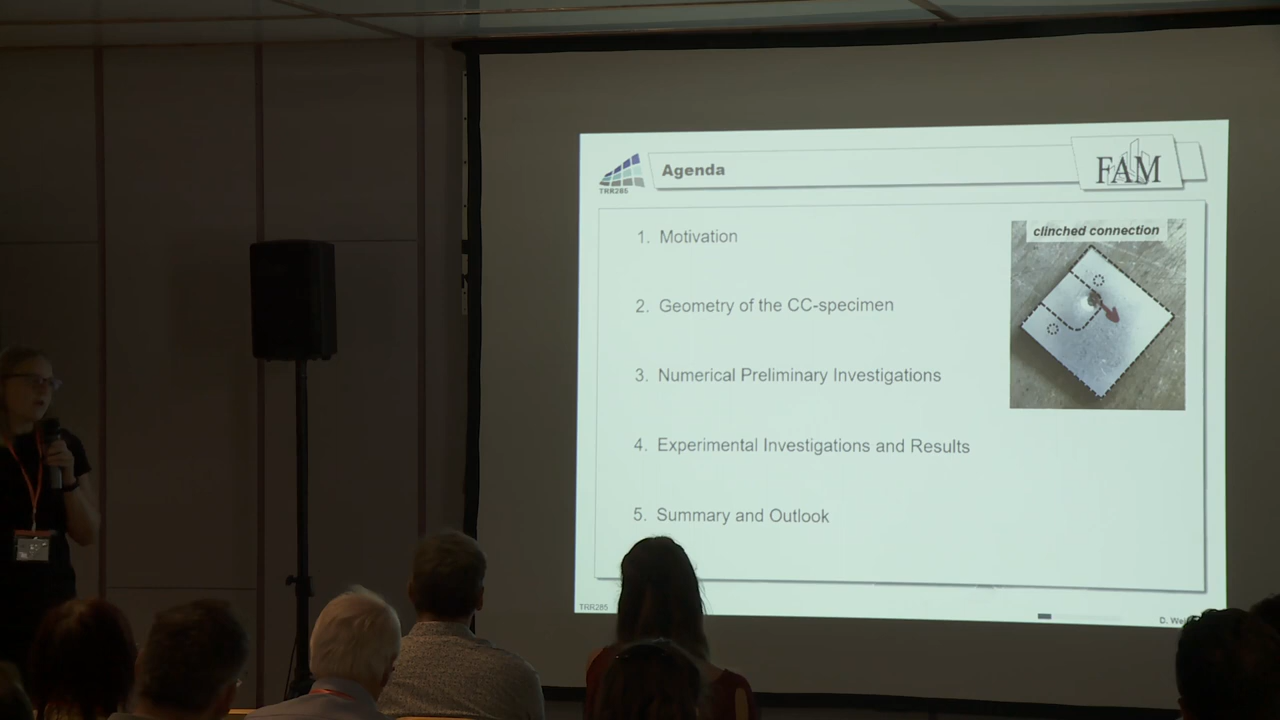 TRR285
Agenda
FAM
clinched connection
1. Motivation
2. Geometry of the CC-specimen
3. Numerical Preliminary Investigations
4. Experimental Investigations and Results
5. Summary and Outlook
TRR285
D.